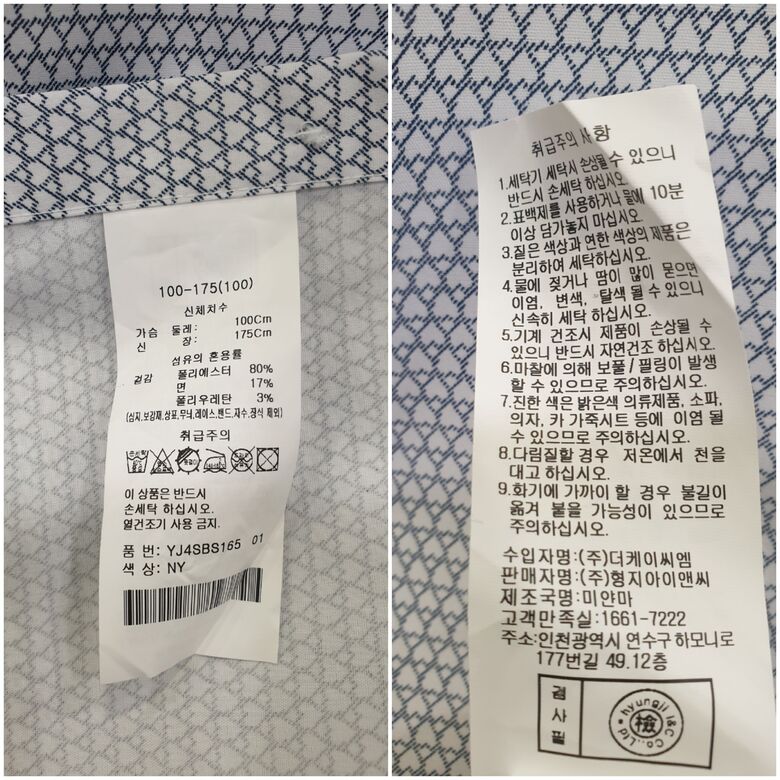 100-175(100)
신체치수
가슴 둘레: 100Cm
신 장: 175Cm
섬유의 혼용률
겉감 폴리에스터 80%
면 17%
폴리우레탄 3%
(심지,보강재,상표,무늬,레이스,밴드,자수,장식 제외)
취급주의
이 상품은 반드시
손세탁 하십시오.
열건조기 사용 금지.
품 번: YJ4SBS165 01
색 상: NY
취급주의 사항
1.세탁기 세탁시 손상될 수 있으니
반드시 손세탁 하십시오.
2.표백제를 사용하거나 물에 10분
이상 담가놓지 마십시오.
3.짙은 색상과 연한 색상의 제품은
분리하여 세탁하십시오.
4.물에 젖거나 땀이 많이 묻으면
이염, 변색, 탈색 될 수 있으니
신속히 세탁 하십시오.
5.기계 건조시 제품이 손상될 수
있으니 반드시 자연건조 하십시오.
6.마찰에 의해 보풀/필링이 발생
할 수 있으므로 주의하십시오.
7.진한 색은 밝은색 의류제품, 소파,
의자, 카 가죽시트 등에 이염 될
수 있으므로 주의하십시오.
8.다림질할 경우 저온에서 천을
대고 하십시오.
9.화기에 가까이 할 경우 불길이
옮겨 붙을 가능성이 있으므로
주의하십시오.
수입자명:(주)더케이씨엠
판매자명:(주)형지아이앤씨
제조국명:미얀마
고객만족실:1661-7222
주소:인천광역시 연수구 하모니로
177번길 49.12층
검사필
hyungji I&C Co.,Ltd
檢